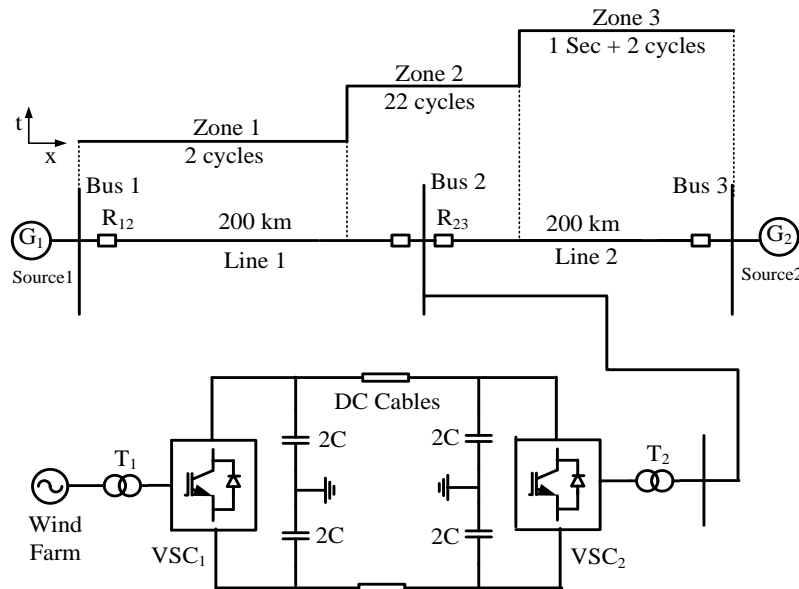 Zone 3
1 Sec + 2 cycles
Zone 2
22 cycles
t
x
Zone 1
2 cycles
Bus 1
Bus 2
Bus 3
R12
200 km
R23
200 km
G1
G2
Source1
Line 1
Line 2
Source2
DC Cables
2C
2C
T1
T2
Wind
Farm
VSC1
2C
2C
VSC2